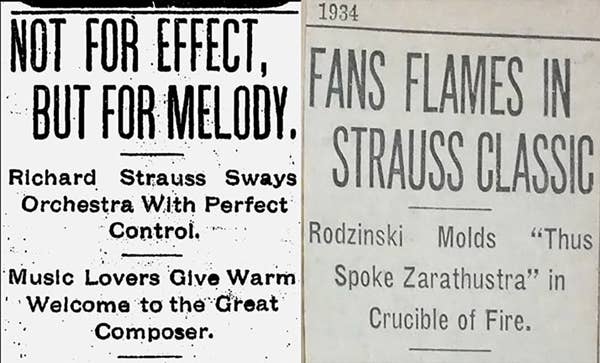 NOT FOR EFFECT,
BUT FOR MELODY.
Richard Strauss Sways
Orchestra With Perfect
Control.
Music Lovers Give Warm
Welcome to the Great
Composer.
1934
FANS FLAMES IN
STRAUSS CLASSIC
Rodzinski Molds “Thus
Spoke Zarathustra” in
Crucible of Fire.